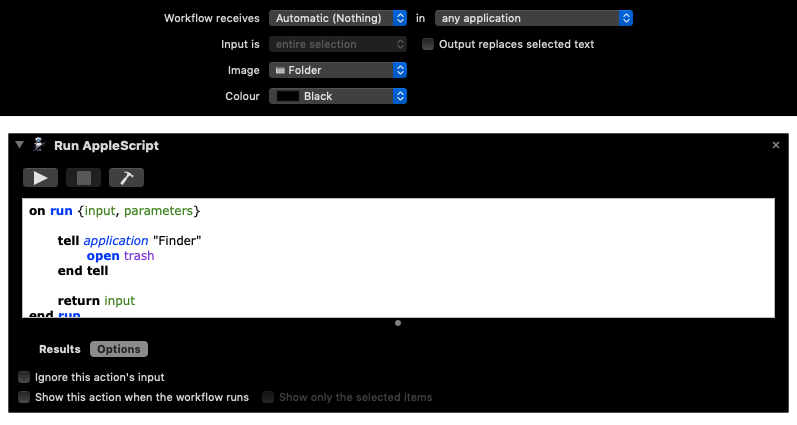 Workflow receives Automatic (Nothing) in any application
Input is entire selection Output replaces selected text
Image Folder
Colour Black
Run AppleScript
on run {input, parameters}
tell application "Finder"
open trash
end tell
return input
end run
Results Options
Ignore this action's input
Show this action when the workflow runs Show only the selected items